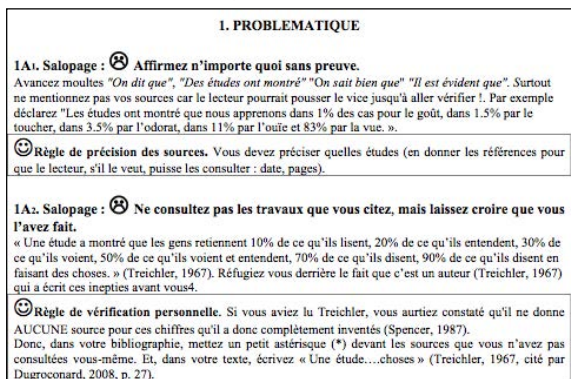 1. PROBLEMATIQUE
1A1. Salopage : ☹ Affirmez n'importe quoi sans preuve.
Avancez moultes "On dit que", "Des études ont montré" "On sait bien que" "Il est évident que". Surtout
ne mentionnez pas vos sources car le lecteur pourrait pousser le vice jusqu'à aller vérifier !. Par exemple
déclarez "Les études ont montré que nous apprenons dans 1% des cas pour le goût, dans 1.5% par le
toucher, dans 3.5% par l'odorat, dans 11% par l'ouïe et 83% par la vue. ».
☺Règle de précision des sources. Vous devez préciser quelles études (en donner les références pour
que le lecteur, s'il le veut, puisse les consulter : date, pages).
1A2. Salopage : ☹ Ne consultez pas les travaux que vous citez, mais laissez croire que vous
l'avez fait.
« Une étude a montré que les gens retiennent 10% de ce qu'ils lisent, 20% de ce qu'ils entendent, 30% de
ce qu'ils voient, 50% de ce qu'ils voient et entendent, 70% de ce qu'ils disent, 90% de ce qu'ils disent en
faisant des choses. » (Treichler, 1967). Réfugiez vous derrière le fait que c'est un auteur (Treichler, 1967)
qui a écrit ces inepties avant vous4.
☺Règle de vérification personnelle. Si vous aviez lu Treichler, vous aurtiez constaté qu'il ne donne
AUCUNE source pour ces chiffres qu'il a donc complètement inventés (Spencer, 1987).
Donc, dans votre bibliographie, mettez un petit astérisque (*) devant les sources que vous n'avez pas
consultées vous-même. Et, dans votre texte, écrivez « Une étude....choses » (Treichler, 1967, cité par
Dugroconard, 2008, p. 27).